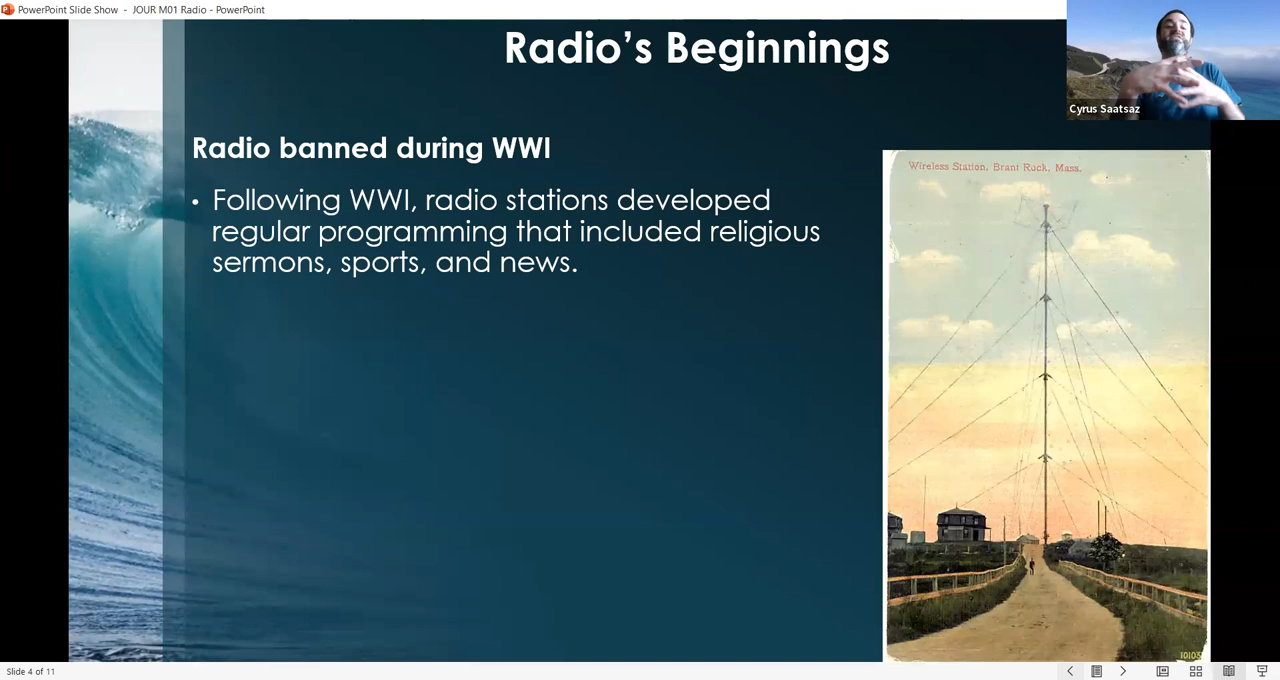 PowerPoint Slide Show - JOUR M01 Radio - PowerPoint
Radio’s Beginnings
Cyrus Saatsaz
Radio banned during WWI
• Following WWI, radio stations developed
regular programming that included religious
sermons, sports, and news.
Wireless Station, Brant Rock, Mass.
10103
Slide 4 of 11